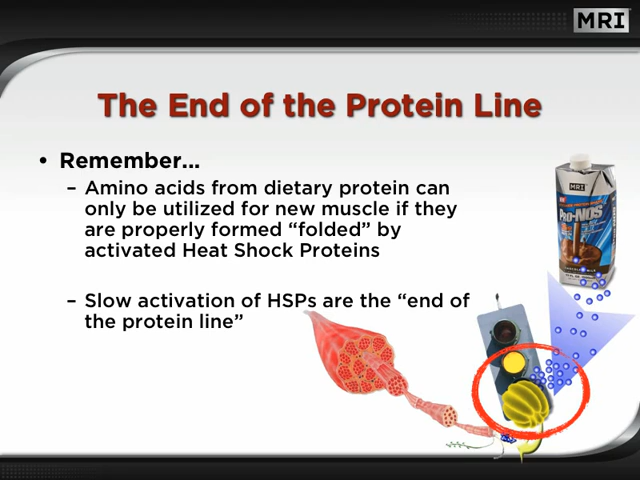 MRI
The End of the Protein Line
• Remember...
– Amino acids from dietary protein can
only be utilized for new muscle if they
are properly formed “folded” by
activated Heat Shock Proteins
– Slow activation of HSPs are the “end of
the protein line”
MRI
PRO-NOS